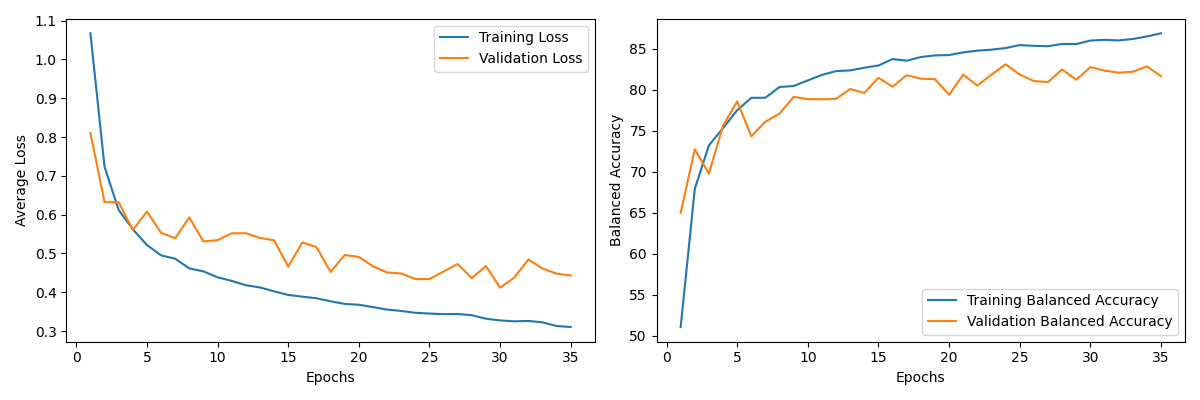 1.1
1.0
0.9
0.8
0.7
0.6
0.5
0.4
0.3
Average Loss
Training Loss
Validation Loss
0 5 10 15 20 25 30 35
Epochs
85
80
75
70
65
60
55
50
Balanced Accuracy
Training Balanced Accuracy
Validation Balanced Accuracy
0 5 10 15 20 25 30 35
Epochs